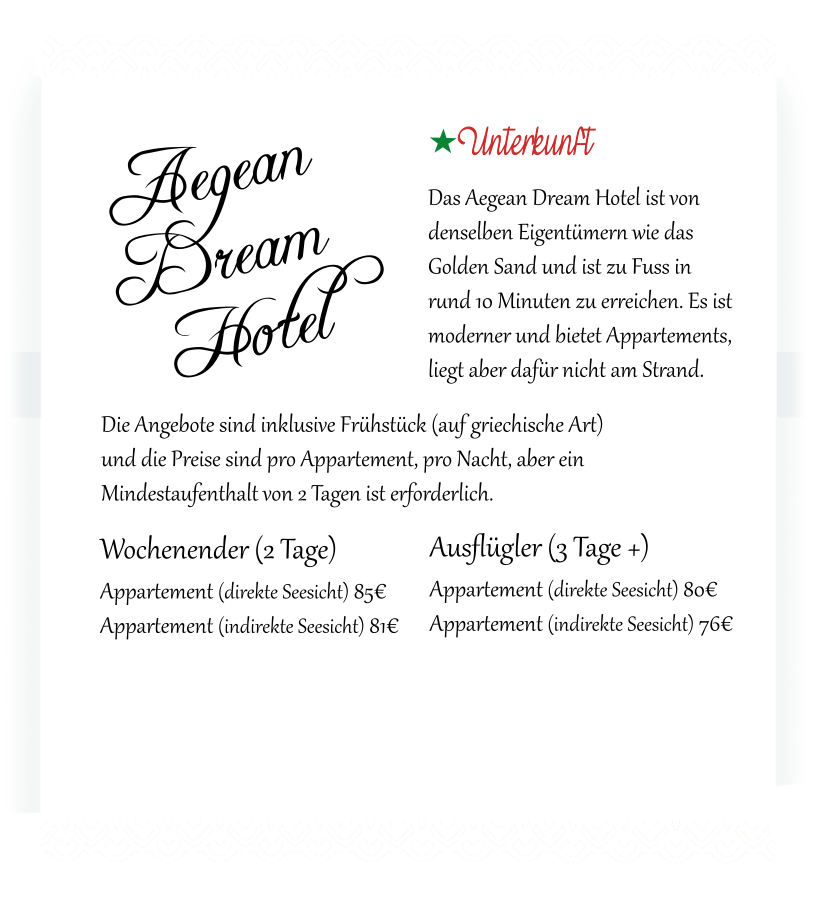 Aegean
Dream
Hotel
★Unterkunft
Das Aegean Dream Hotel ist von
denselben Eigentümern wie das
Golden Sand und ist zu Fuss in
rund 10 Minuten zu erreichen. Es ist
moderner und bietet Appartements,
liegt aber dafür nicht am Strand.
Die Angebote sind inklusive Frühstück (auf griechische Art)
und die Preise sind pro Appartement, pro Nacht, aber ein
Mindestaufenthalt von 2 Tagen ist erforderlich.
Wochenender (2 Tage)
Appartement (direkte Seesicht) 85€
Appartement (indirekte Seesicht) 81€
Ausflügler (3 Tage +)
Appartement (direkte Seesicht) 80€
Appartement (indirekte Seesicht) 76€